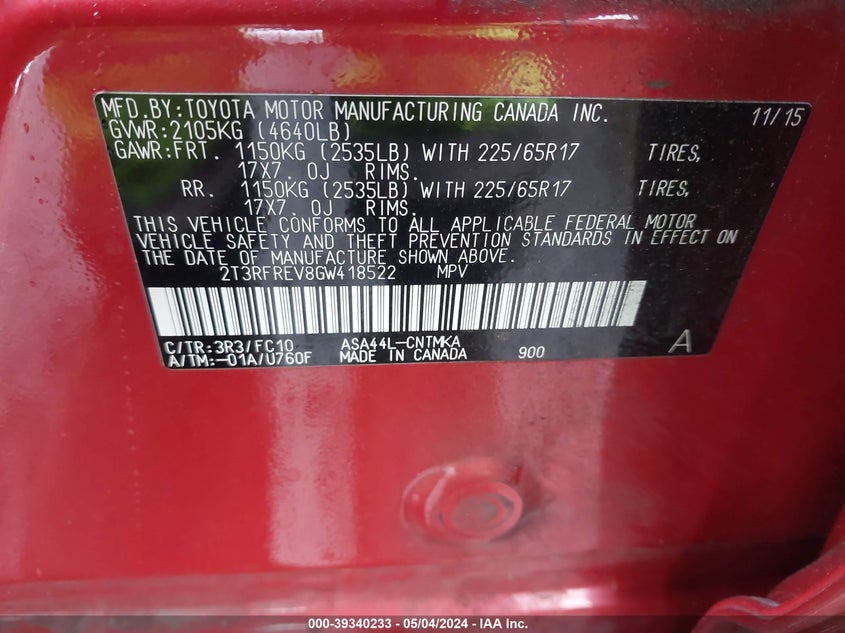 MFD.BY:TOYOTA MOTOR MANUFACTURING CANADA INC. 11/15
GVWR:2105KG (4640LB)
GAWR:FRT. 1150KG (2535LB) WITH 225/65R17 TIRES,
17X7.0J RIMS.
RR. 1150KG (2535LB) WITH 225/65R17 TIRES,
17X7.0J RIMS.
THIS VEHICLE CONFORMS TO ALL APPLICABLE FEDERAL MOTOR
VEHICLE SAFETY AND THEFT PREVENTION STANDARDS IN EFFECT ON
THE DATE OF MANUFACTURE SHOWN ABOVE.
2T3RFREV8GW418522 MPV
C/TR:3R3/FC10 ASA44L-CNTMKA
A/TM:-01A/U760F MADE IN CANADA 900 A
000-39340233 - 05/04/2024 - IAA Inc.